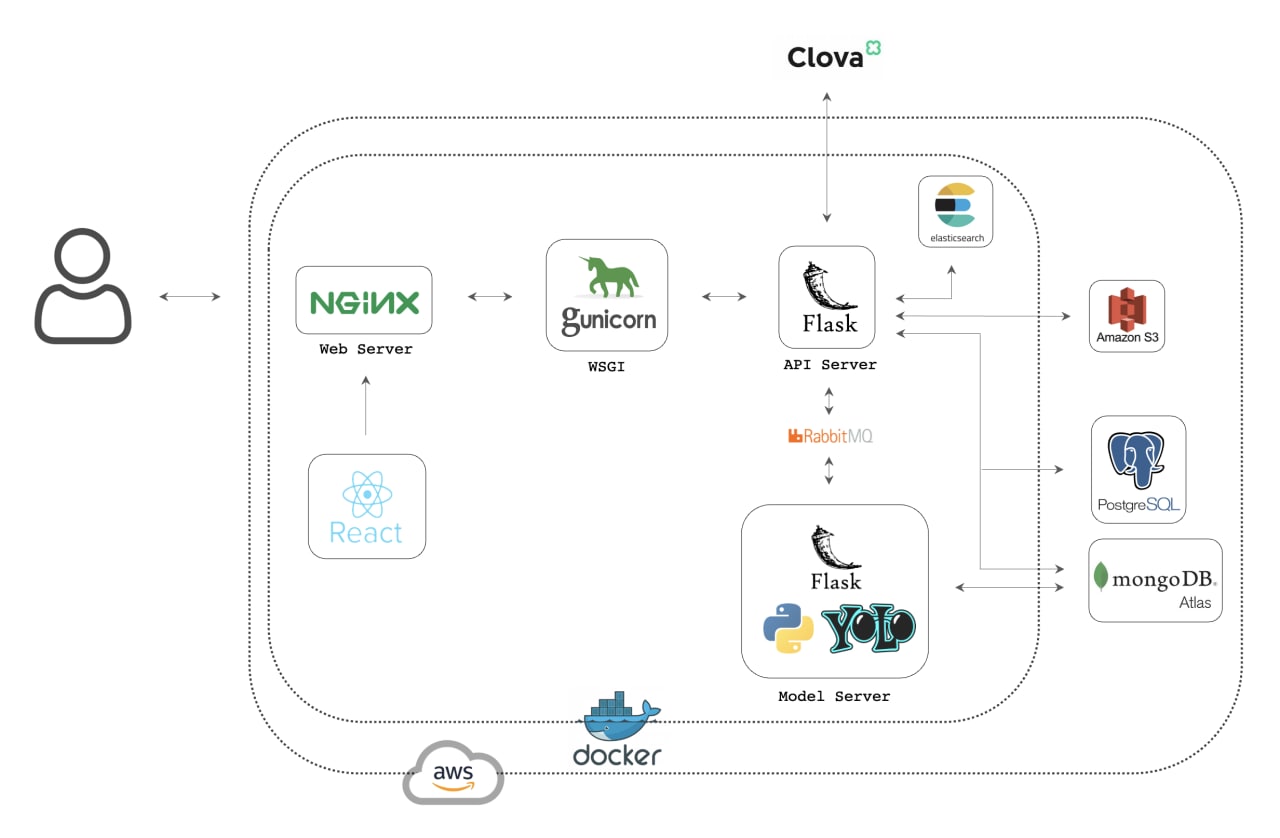 Clova
elasticsearch
NGiNX
Web Server
gunicorn
WSGI
Flask
API Server
Amazon S3
RabbitMQ
React
PostgreSQL
Flask
YOLO
Model Server
mongoDB.
Atlas
docker
aws